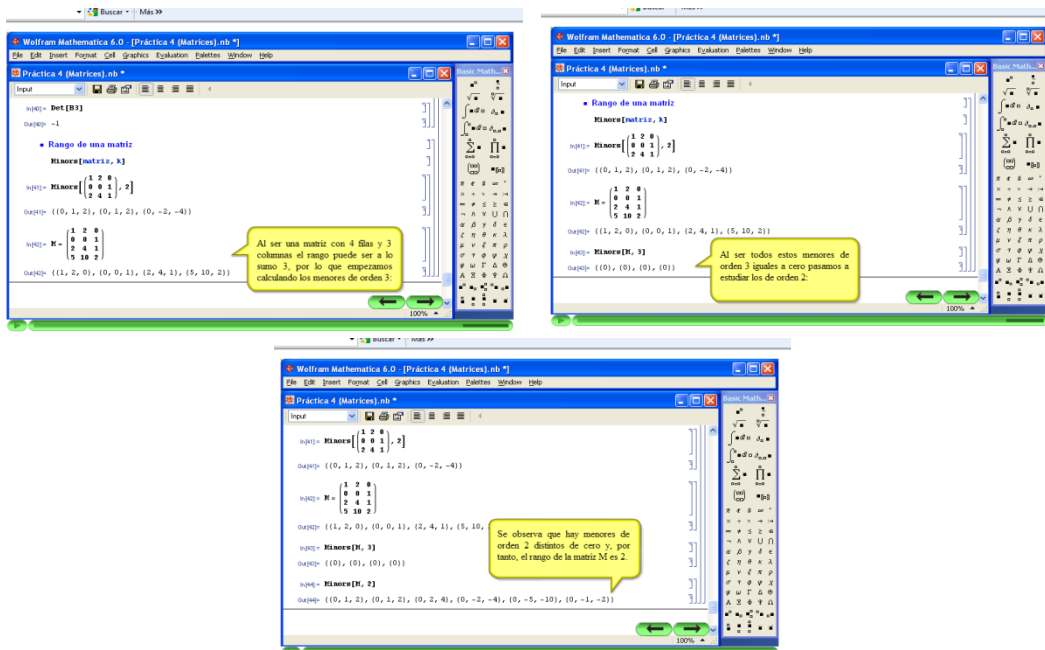 Buscar Más »
Wolfram Mathematica 6.0 - [Práctica 4 (Matrices).nb *]
File Edit Insert Format Cell Graphics Evaluation Palettes Window Help
Práctica 4 (Matrices).nb *
Basic Math...
Input
In[40]:= Det[B3]
Out[40]= -1
Rango de una matriz
Minors[matriz, k]
In[41]:= Minors[(
1 2 0
0 0 1
2 4 1
), 2]
Out[41]= {{0, 1, 2}, {0, 1, 2}, {0, -2, -4}}
In[42]:= M = (
1 2 0
0 0 1
2 4 1
5 10 2
)
Out[42]= {{1, 2, 0}, {0, 0, 1}, {2, 4, 1}, {5, 10, 2}}
Al ser una matriz con 4 filas y 3
columnas el rango puede ser a lo
sumo 3, por lo que empezamos
calculando los menores de orden 3:
100%
Wolfram Mathematica 6.0 - [Práctica 4 (Matrices).nb *]
File Edit Insert Format Cell Graphics Evaluation Palettes Window Help
Práctica 4 (Matrices).nb *
Basic Math...
Input
Rango de una matriz
Minors[matriz, k]
In[41]:= Minors[(
1 2 0
0 0 1
2 4 1
), 2]
Out[41]= {{0, 1, 2}, {0, 1, 2}, {0, -2, -4}}
In[42]:= M = (
1 2 0
0 0 1
2 4 1
5 10 2
)
Out[42]= {{1, 2, 0}, {0, 0, 1}, {2, 4, 1}, {5, 10, 2}}
In[43]:= Minors[M, 3]
Out[43]= {{0}, {0}, {0}, {0}}
Al ser todos estos menores de
orden 3 iguales a cero pasamos a
estudiar los de orden 2:
100%
Buscar Más »
Wolfram Mathematica 6.0 - [Práctica 4 (Matrices).nb *]
File Edit Insert Format Cell Graphics Evaluation Palettes Window Help
Práctica 4 (Matrices).nb *
Basic Math...
Input
In[41]:= Minors[(
1 2 0
0 0 1
2 4 1
), 2]
Out[41]= {{0, 1, 2}, {0, 1, 2}, {0, -2, -4}}
In[42]:= M = (
1 2 0
0 0 1
2 4 1
5 10 2
)
Out[42]= {{1, 2, 0}, {0, 0, 1}, {2, 4, 1}, {5, 10,
In[43]:= Minors[M, 3]
Out[43]= {{0}, {0}, {0}, {0}}
In[44]:= Minors[M, 2]
Out[44]= {{0, 1, 2}, {0, 1, 2}, {0, 2, 4}, {0, -2, -4}, {0, -5, -10}, {0, -1, -2}}
Se observa que hay menores de
orden 2 distintos de cero y, por
tanto, el rango de la matriz M es 2.
100%